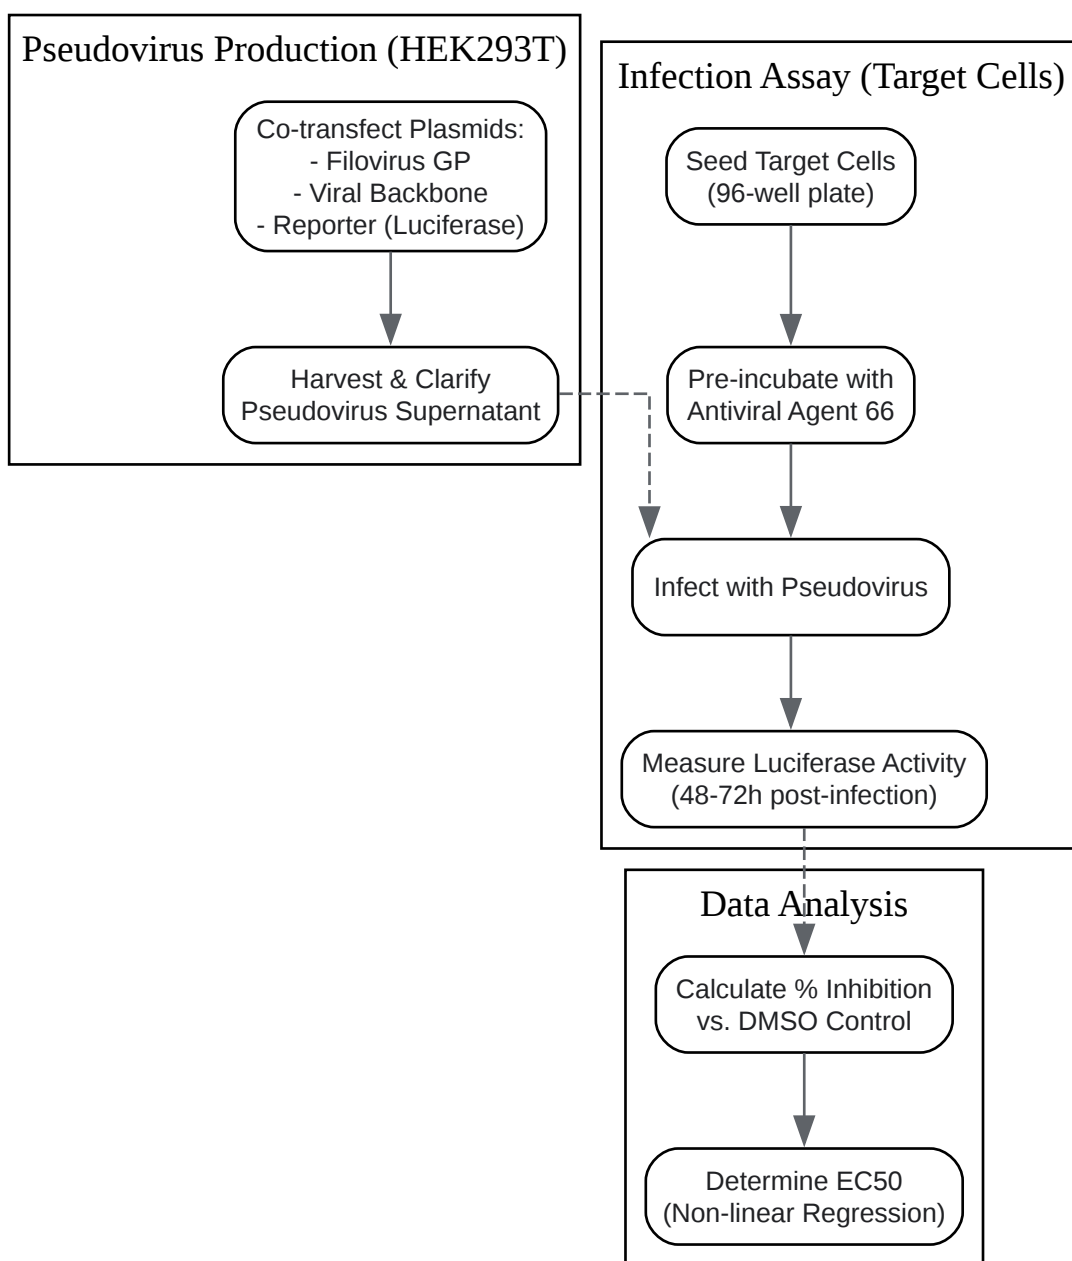 Pseudovirus Production (HEK293T)
Co-transfect Plasmids:
- Filovirus GP
- Viral Backbone
- Reporter (Luciferase)
Harvest & Clarify
Pseudovirus Supernatant
Infection Assay (Target Cells)
Seed Target Cells
(96-well plate)
Pre-incubate with
Antiviral Agent 66
Infect with Pseudovirus
Measure Luciferase Activity
(48-72h post-infection)
Data Analysis
Calculate % Inhibition
vs. DMSO Control
Determine EC50
(Non-linear Regression)